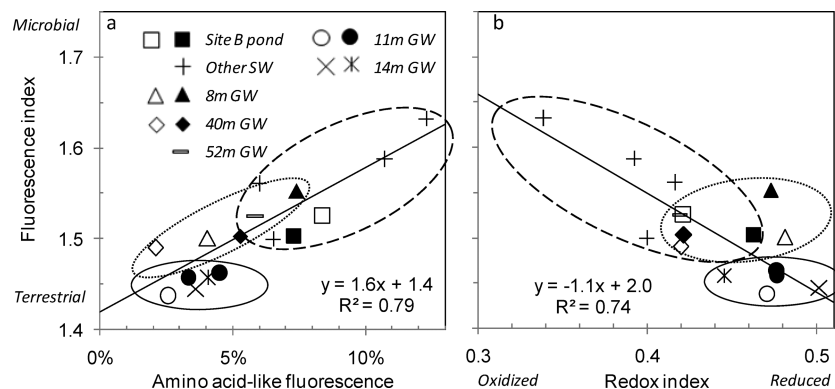 Microbial
Fluorescence index
Terrestrial
1.7
1.6
1.5
1.4
a
Site B pond
Other SW
8m GW
40m GW
52m GW
11m GW
14m GW
y = 1.6x + 1.4
R² = 0.79
0%
5%
10%
Amino acid-like fluorescence
b
y = -1.1x + 2.0
R² = 0.74
0.3
0.4
0.5
Oxidized
Redox index
Reduced